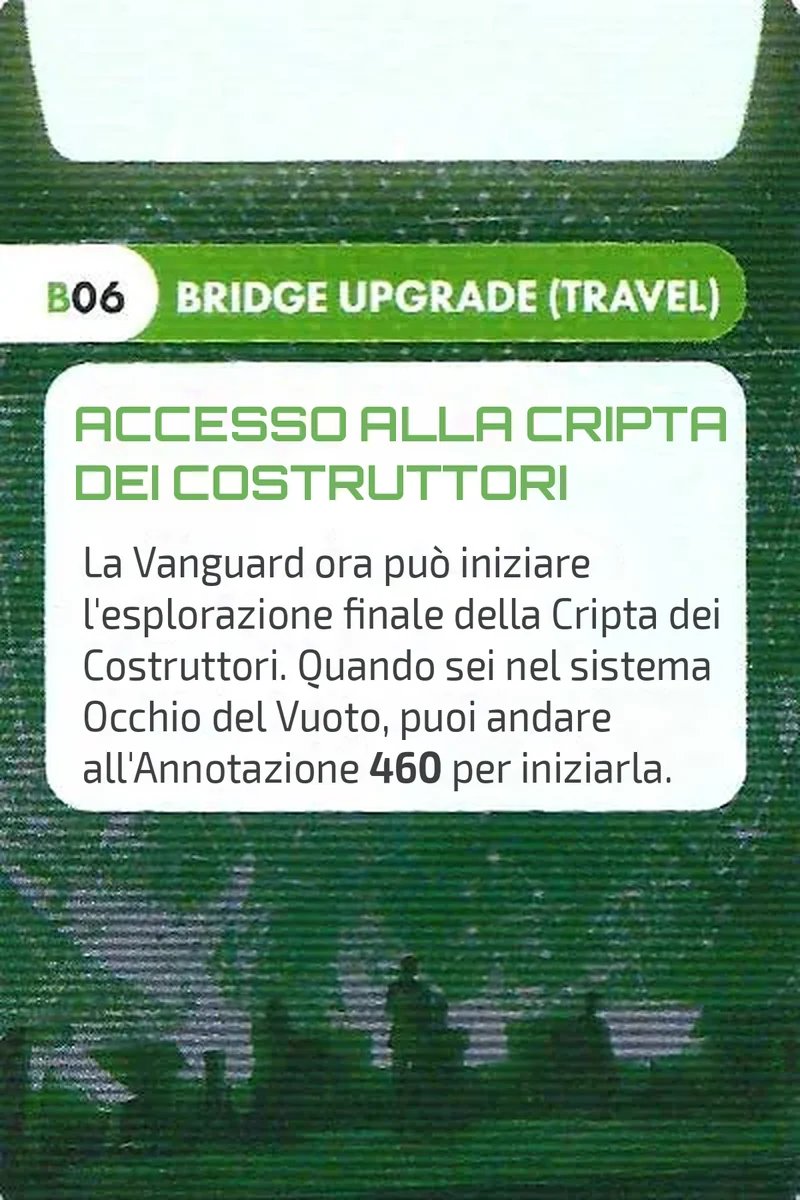 B06 BRIDGE UPGRADE (TRAVEL)
ACCESSO ALLA CRIPTA
DEI COSTRUTTORI
La Vanguard ora può iniziare
l'esplorazione finale della Cripta dei
Costruttori. Quando sei nel sistema
Occhio del Vuoto, puoi andare
all'Annotazione 460 per iniziarla.